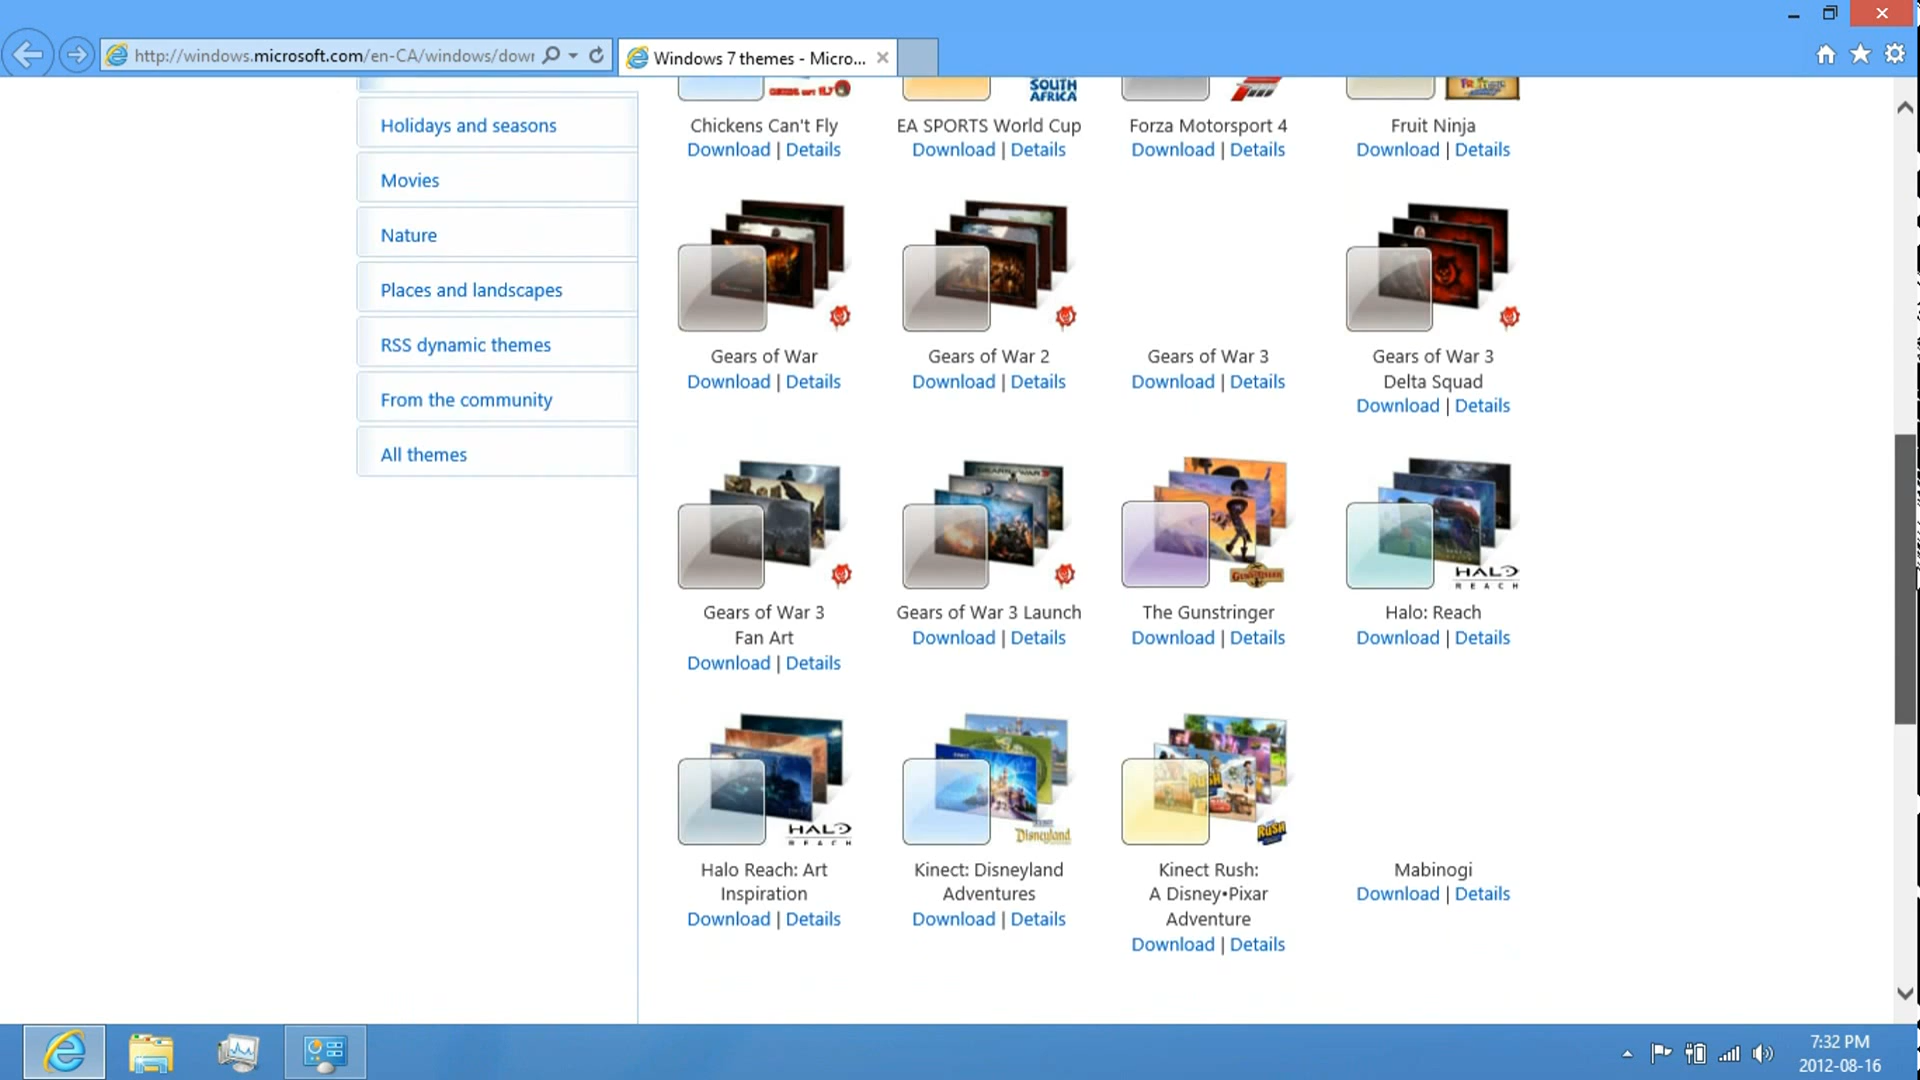 http://windows.microsoft.com/en-CA/windows/dowr
Windows 7 themes - Micro...
Holidays and seasons
Movies
Nature
Places and landscapes
RSS dynamic themes
From the community
All themes
SOUTH
AFRICA
Chickens Can't Fly
Download | Details
EA SPORTS World Cup
Download | Details
Forza Motorsport 4
Download | Details
Fruit Ninja
Download | Details
Gears of War
Download | Details
Gears of War 2
Download | Details
Gears of War 3
Download | Details
Gears of War 3
Delta Squad
Download | Details
Gears of War 3
Fan Art
Download | Details
Gears of War 3 Launch
Download | Details
The Gunstringer
Download | Details
HALO
REACH
Halo: Reach
Download | Details
HALO
REACH
Halo Reach: Art
Inspiration
Download | Details
Disneyland
Kinect: Disneyland
Adventures
Download | Details
RUSH
Kinect Rush:
A Disney•Pixar
Adventure
Download | Details
Mabinogi
Download | Details
7:32 PM
2012-08-16